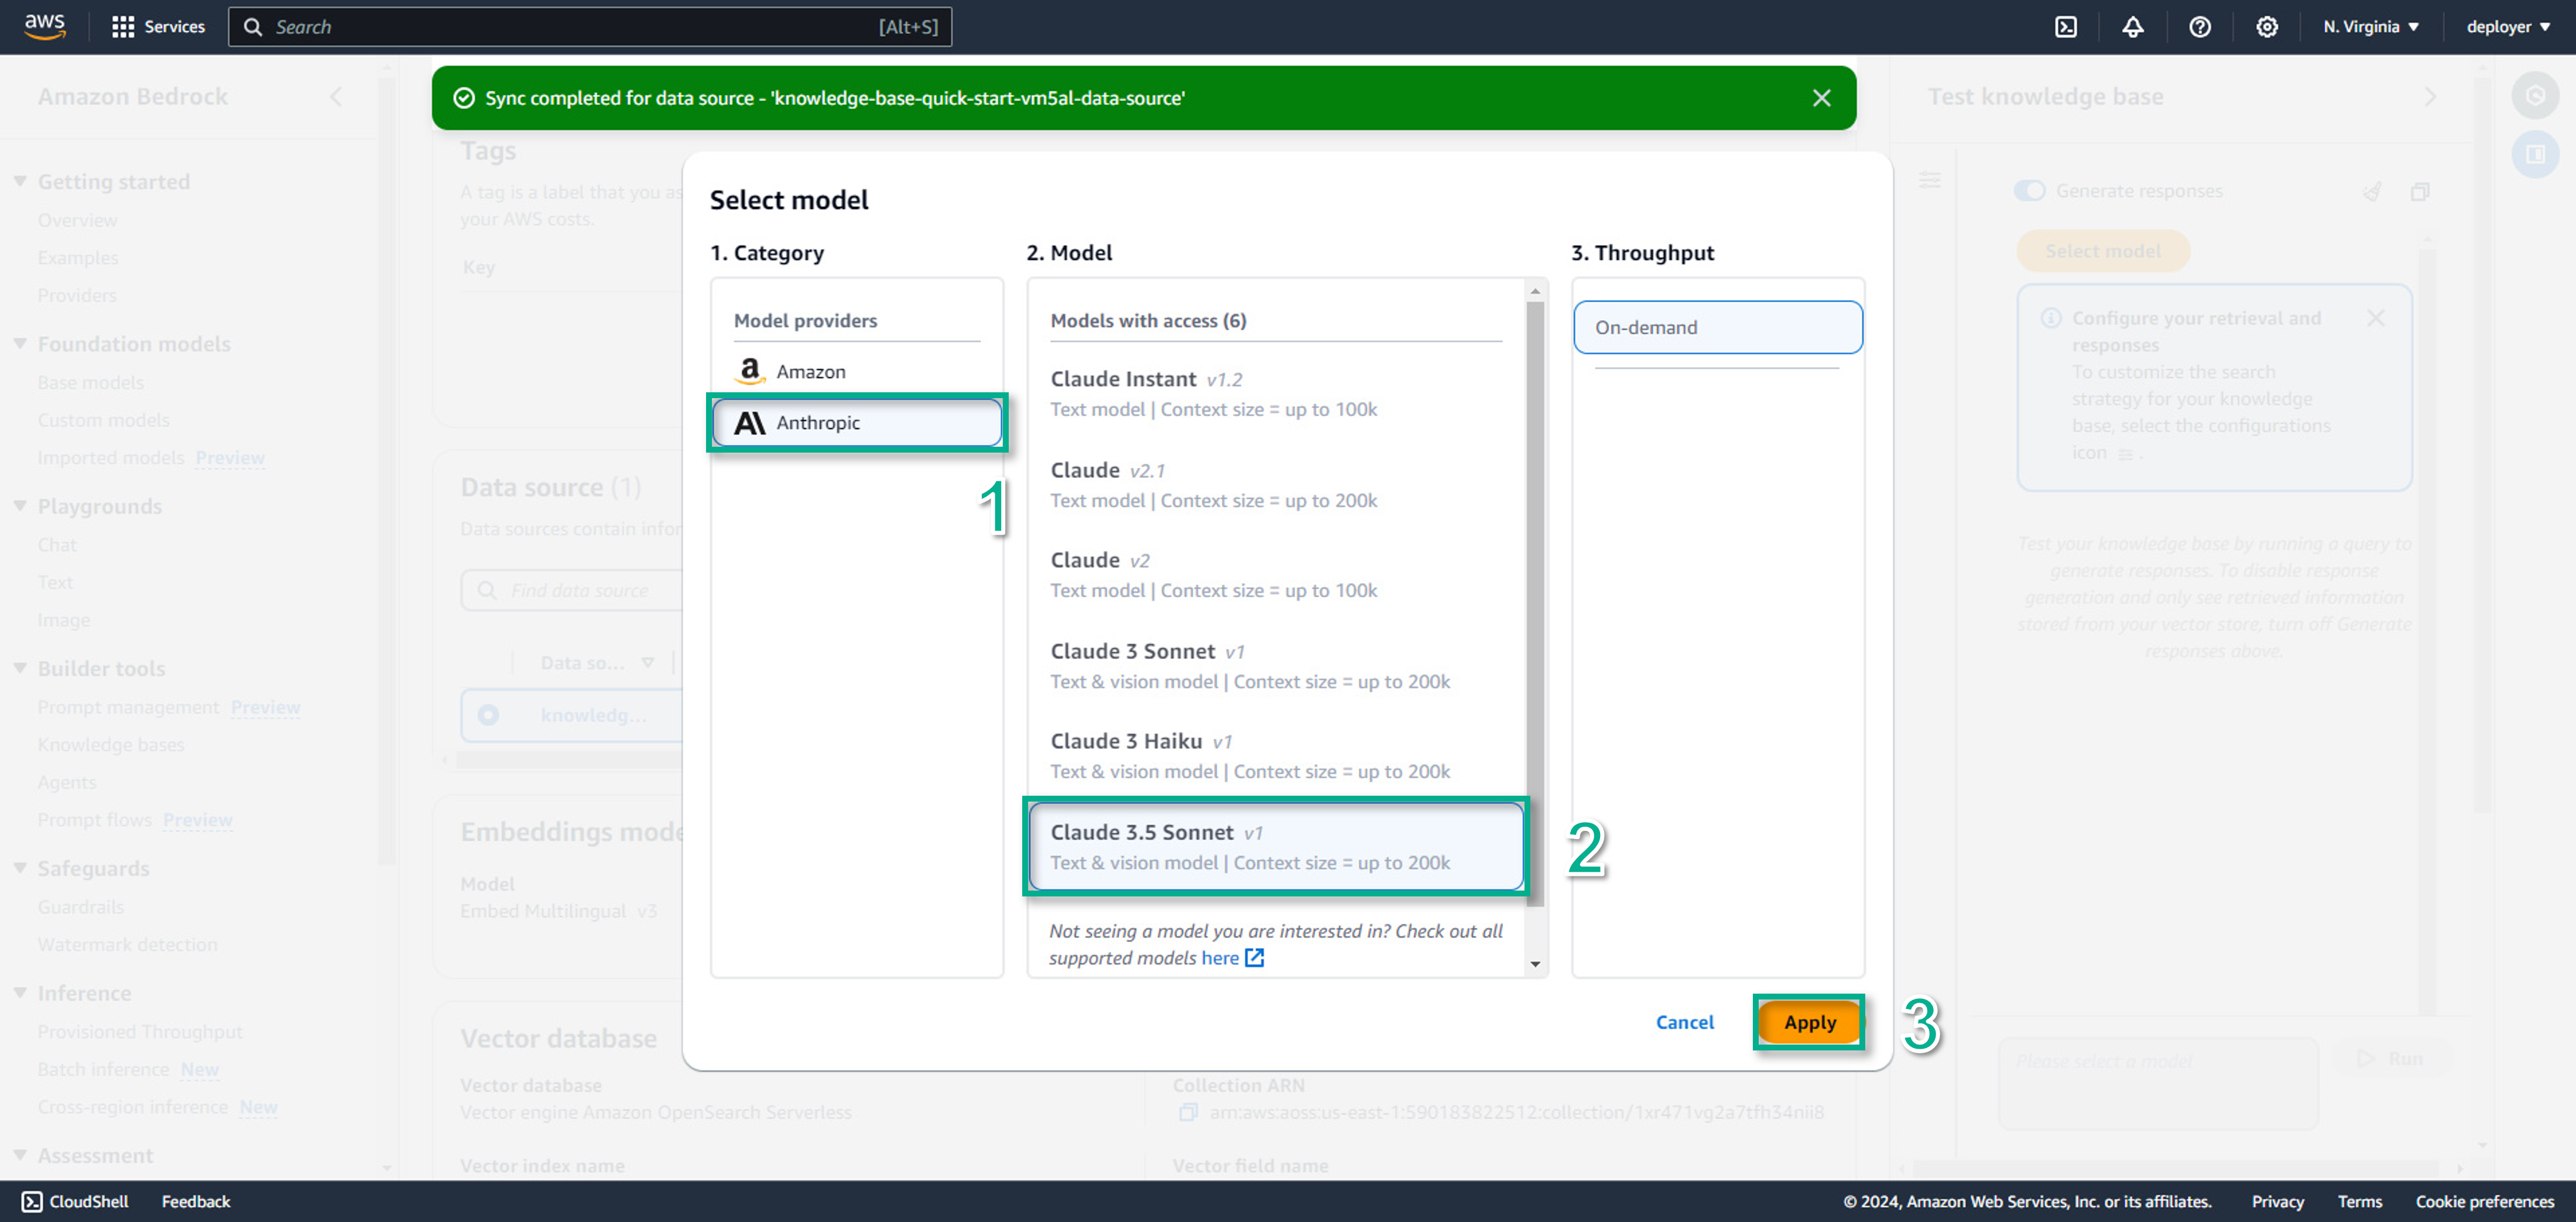 aws
Services
Search
[Alt+S]
N. Virginia
deployer
Amazon Bedrock
Getting started
Overview
Examples
Providers
Foundation models
Base models
Custom models
Imported models Preview
Playgrounds
Chat
Text
Image
Builder tools
Prompt management Preview
Knowledge bases
Agents
Prompt flows Preview
Safeguards
Guardrails
Watermark detection
Inference
Provisioned Throughput
Batch inference New
Cross-region inference New
Assessment
Sync completed for data source - 'knowledge-base-quick-start-vm5al-data-source'
Tags
A tag is a label that you as
your AWS costs.
Key
Data source (1)
Data sources contain infor
Find data source
Data so...
knowledg...
Embeddings mode
Model
Embed Multilingual v3
Vector database
Vector database
Vector engine Amazon OpenSearch Serverless
Vector index name
Collection ARN
arn:aws:aoss:us-east-1:590183822512:collection/1xr471vg2a7tfh34nii8
Vector field name
Select model
1. Category
Model providers
Amazon
Anthropic
1
2. Model
Models with access (6)
Claude Instant v1.2
Text model | Context size = up to 100k
Claude v2.1
Text model | Context size = up to 200k
Claude v2
Text model | Context size = up to 100k
Claude 3 Sonnet v1
Text & vision model | Context size = up to 200k
Claude 3 Haiku v1
Text & vision model | Context size = up to 200k
Claude 3.5 Sonnet v1
Text & vision model | Context size = up to 200k
2
Not seeing a model you are interested in? Check out all
supported models here
3. Throughput
On-demand
Cancel
Apply
3
Test knowledge base
Generate responses
Select model
Configure your retrieval and
responses
To customize the search
strategy for your knowledge
base, select the configurations
icon .
Test your knowledge base by running a query to
generate responses. To disable response
generation and only see retrieved information
stored from your vector store, turn off Generate
responses above.
Please select a model
Run
CloudShell
Feedback
© 2024, Amazon Web Services, Inc. or its affiliates.
Privacy
Terms
Cookie preferences